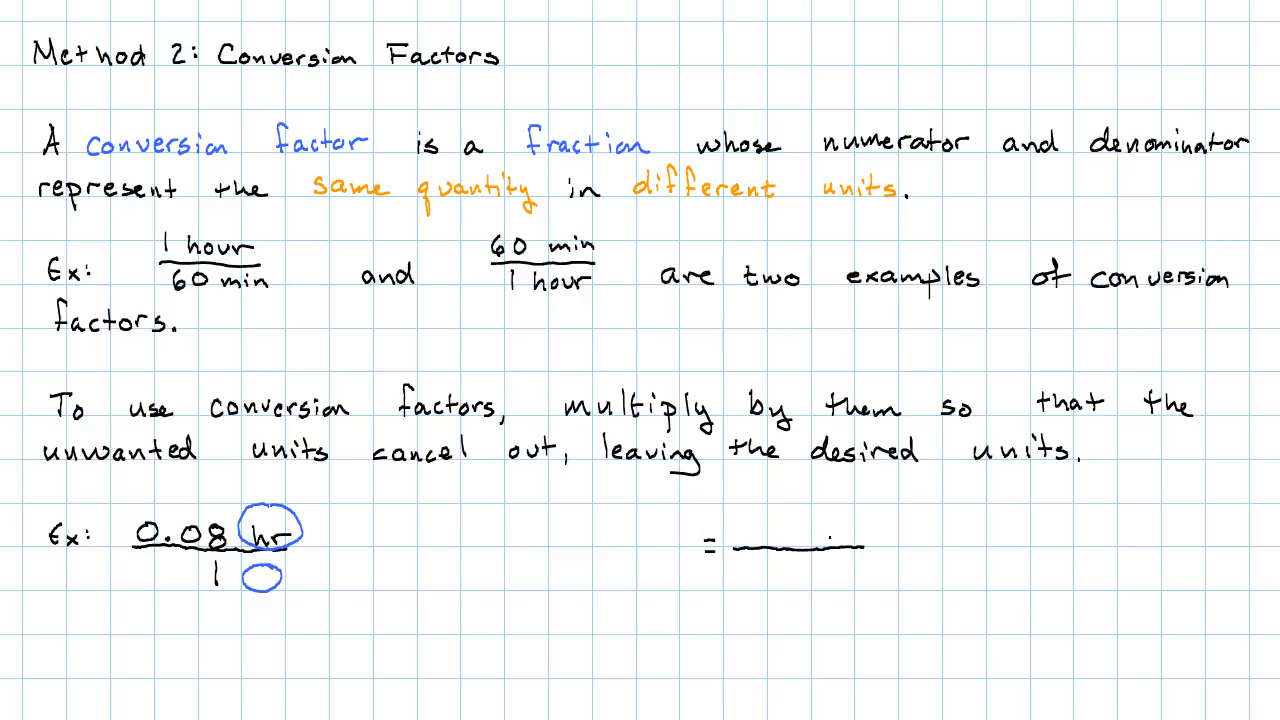 Method 2: Conversion Factors
A conversion factor is a fraction whose numerator and denominator
represent the same quantity in different units.
Ex: 1 hour / 60 min and 60 min / 1 hour are two examples of conversion
factors.
To use conversion factors, multiply by them so that the
unwanted units cancel out, leaving the desired units.
Ex: 0.08 hr / 1 =